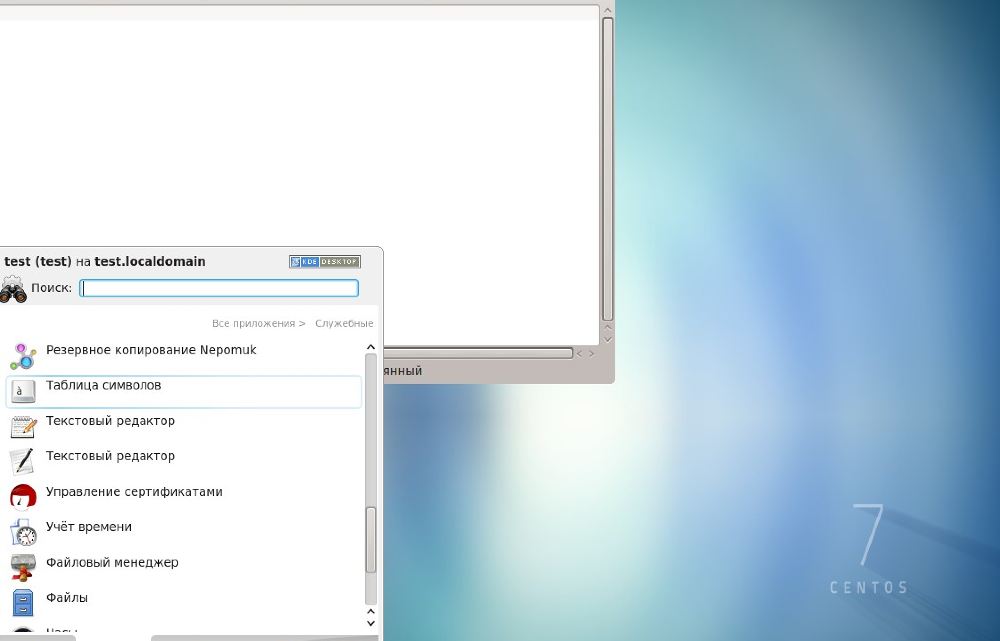 test (test) на test.localdomain
KDE DESKTOP
Поиск:
Все приложения > Служебные
Резервное копирование Nepomuk
Таблица символов
Текстовый редактор
Текстовый редактор
Управление сертификатами
Учёт времени
Файловый менеджер
Файлы
янный
7
CENTOS